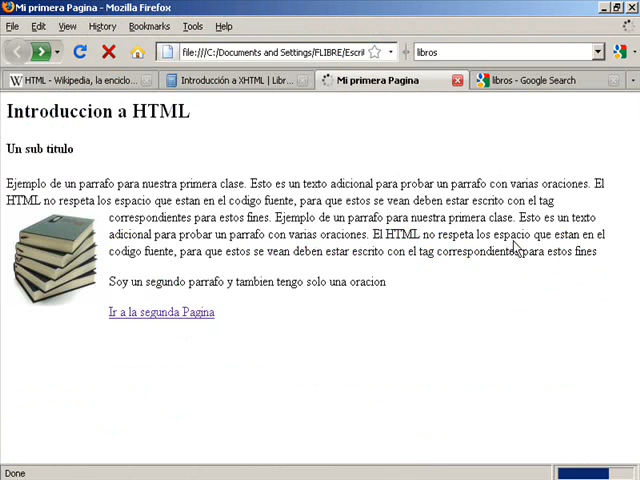 Mi primera Pagina - Mozilla Firefox
File Edit View History Bookmarks Tools Help
file:///C:/Documents and Settings/FLIBRE/Escri
libros
HTML - Wikipedia, la enciclo...
Introducción a XHTML | Libr...
Mi primera Pagina
libros - Google Search
Introduccion a HTML
Un sub titulo
Ejemplo de un parrafo para nuestra primera clase. Esto es un texto adicional para probar un parrafo con varias oraciones. El
HTML no respeta los espacio que estan en el codigo fuente, para que estos se vean deben estar escrito con el tag
correspondientes para estos fines. Ejemplo de un parrafo para nuestra primera clase. Esto es un texto
adicional para probar un parrafo con varias oraciones. El HTML no respeta los espacio que estan en el
codigo fuente, para que estos se vean deben estar escrito con el tag correspondientes para estos fines
Soy un segundo parrafo y tambien tengo solo una oracion
Ir a la segunda Pagina
Done